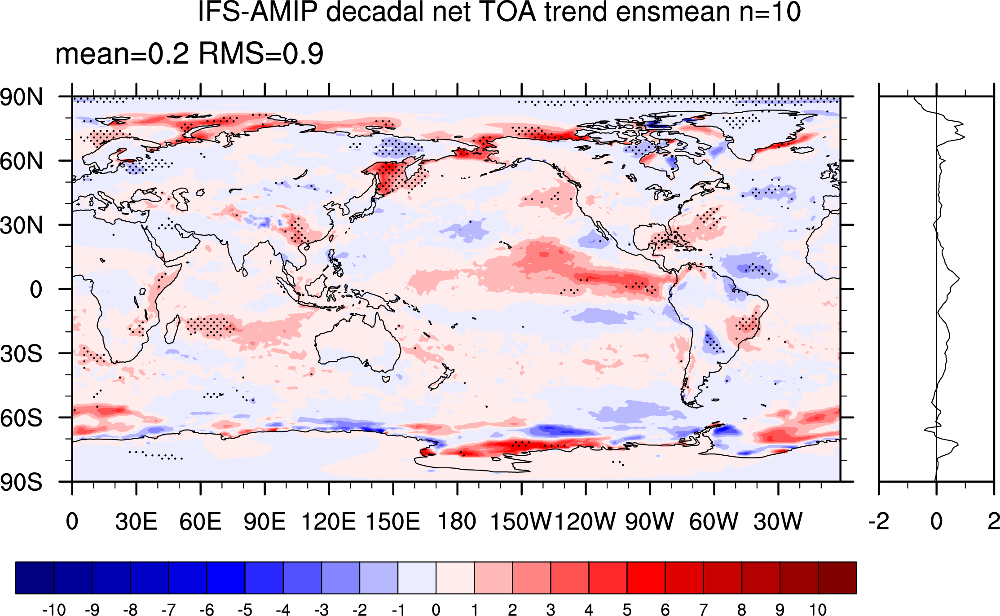 IFS-AMIP decadal net TOA trend ensmean n=10
mean=0.2 RMS=0.9
90N
60N
30N
0
30S
60S
90S
0 30E 60E 90E 120E 150E 180 150W 120W 90W 60W 30W
-2 0 2
-10 -9 -8 -7 -6 -5 -4 -3 -2 -1 0 1 2 3 4 5 6 7 8 9 10